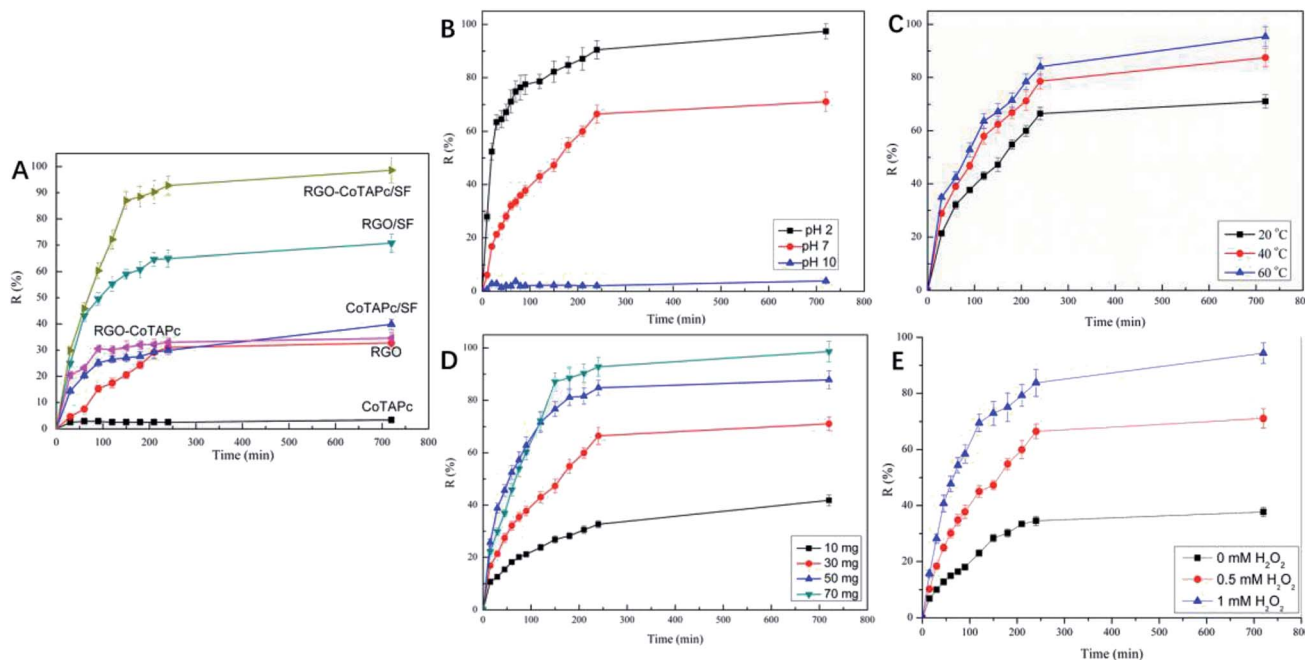 A
R (%)
100
90
80
70
60
50
40
30
20
10
0
RGO-CoTAPc/SF
RGO/SF
CoTAPc/SF
RGO-CoTAPc
RGO
CoTAPc
0 100 200 300 400 500 600 700 800
Time (min)
B
R (%)
100
80
60
40
20
0
pH 2
pH 7
pH 10
0 100 200 300 400 500 600 700 800
Time (min)
C
R (%)
100
80
60
40
20
0
20 °C
40 °C
60 °C
0 100 200 300 400 500 600 700 800
Time (min)
D
R (%)
100
80
60
40
20
0
10 mg
30 mg
50 mg
70 mg
0 100 200 300 400 500 600 700 800
Time (min)
E
R (%)
100
80
60
40
20
0
0 mM H₂O₂
0.5 mM H₂O₂
1 mM H₂O₂
0 100 200 300 400 500 600 700 800
Time (min)